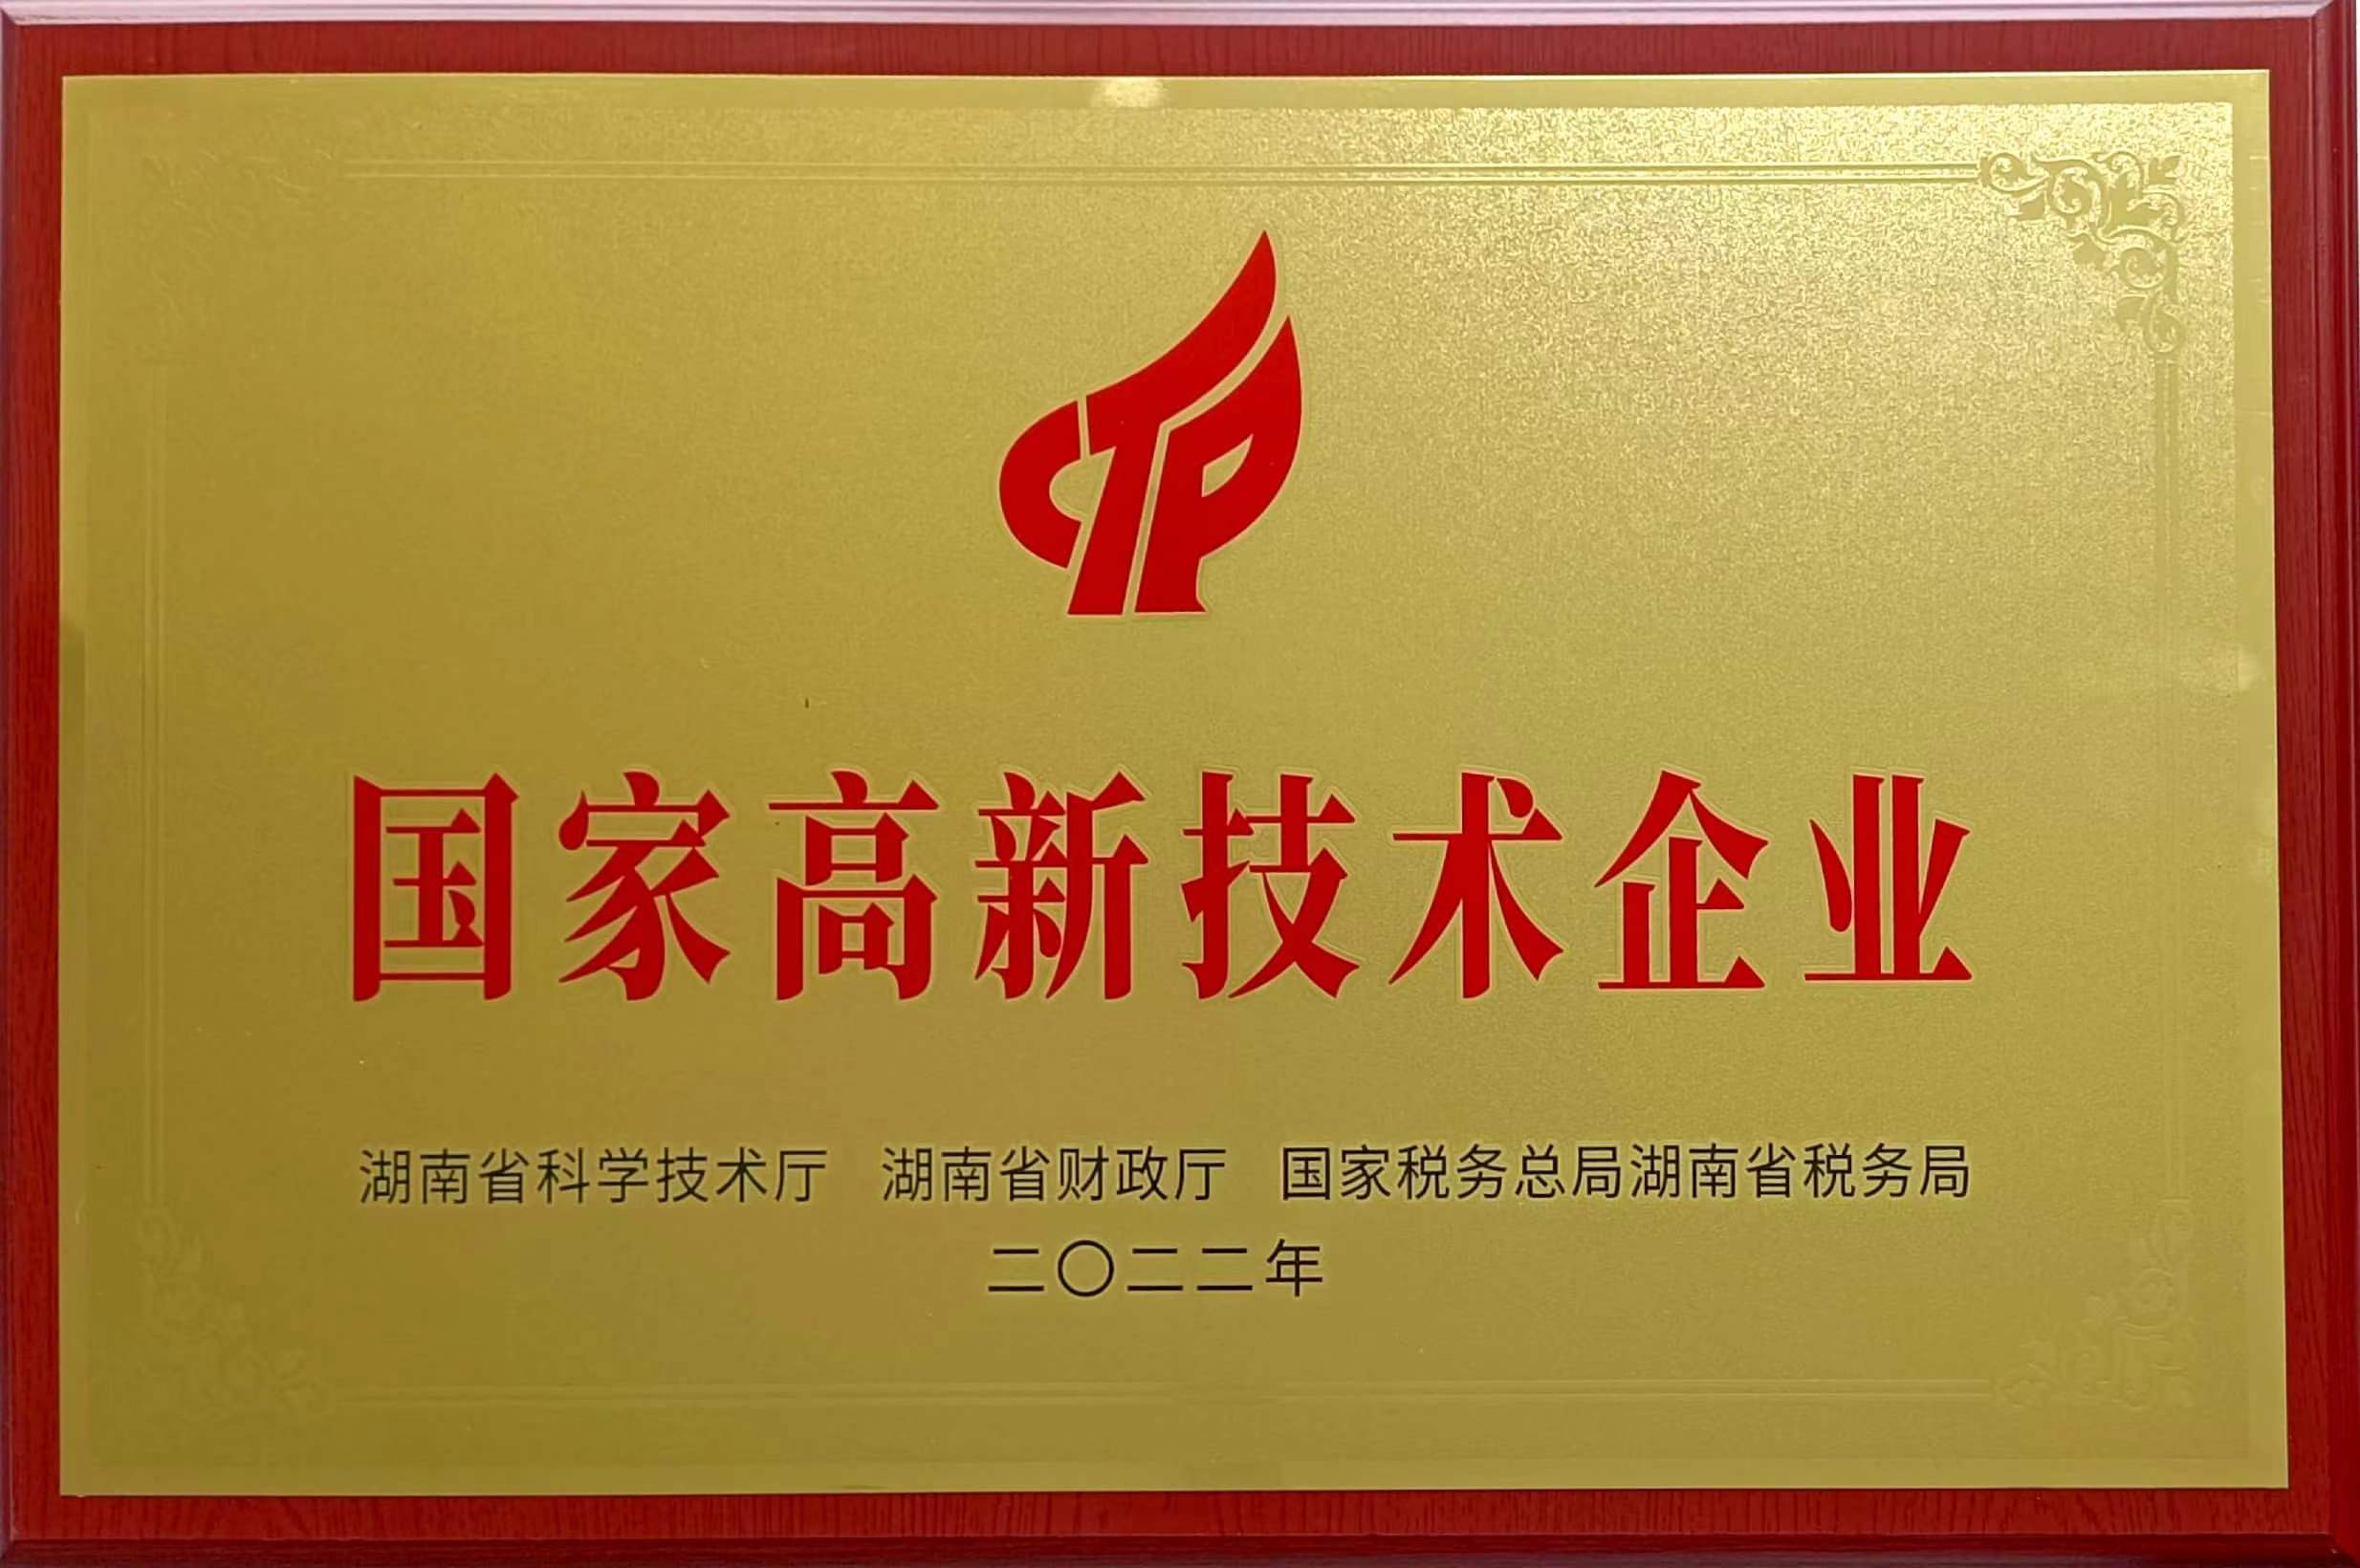 CTP
国家高新技术企业
湖南省科学技术厅 湖南省财政厅 国家税务总局湖南省税务局
二〇二二年